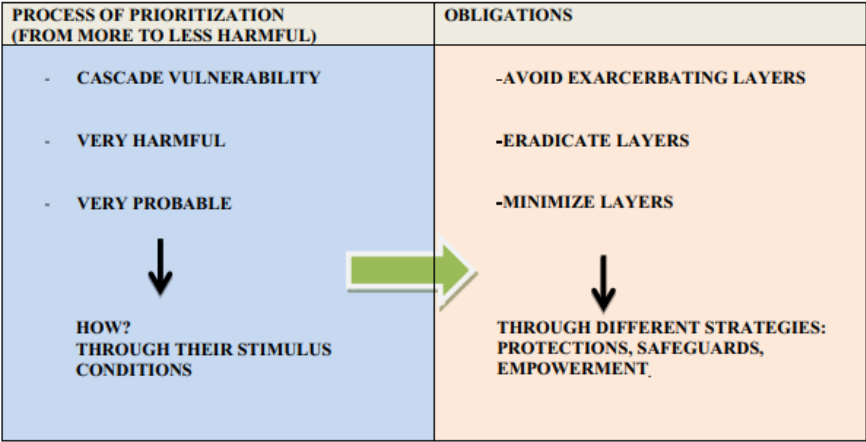 PROCESS OF PRIORITIZATION
(FROM MORE TO LESS HARMFUL)
- CASCADE VULNERABILITY
- VERY HARMFUL
- VERY PROBABLE
HOW?
THROUGH THEIR STIMULUS
CONDITIONS
OBLIGATIONS
-AVOID EXARCERBATING LAYERS
-ERADICATE LAYERS
-MINIMIZE LAYERS
THROUGH DIFFERENT STRATEGIES:
PROTECTIONS, SAFEGUARDS,
EMPOWERMENT.